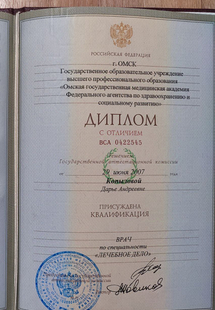 РОССИЙСКАЯ ФЕДЕРАЦИЯ
г. ОМСК
Государственное образовательное учреждение
высшего профессионального образования
«Омская государственная медицинская академия
Федерального агентства по здравоохранению и
социальному развитию»
ДИПЛОМ
С ОТЛИЧИЕМ
ВСА 0422545
Решением
Государственной аттестационной комиссии
от 20 июня 2007 года
Дарье Андреевне
ПРИСУЖДЕНА
КВАЛИФИКАЦИЯ
ВРАЧ
по специальности
«ЛЕЧЕБНОЕ ДЕЛО»